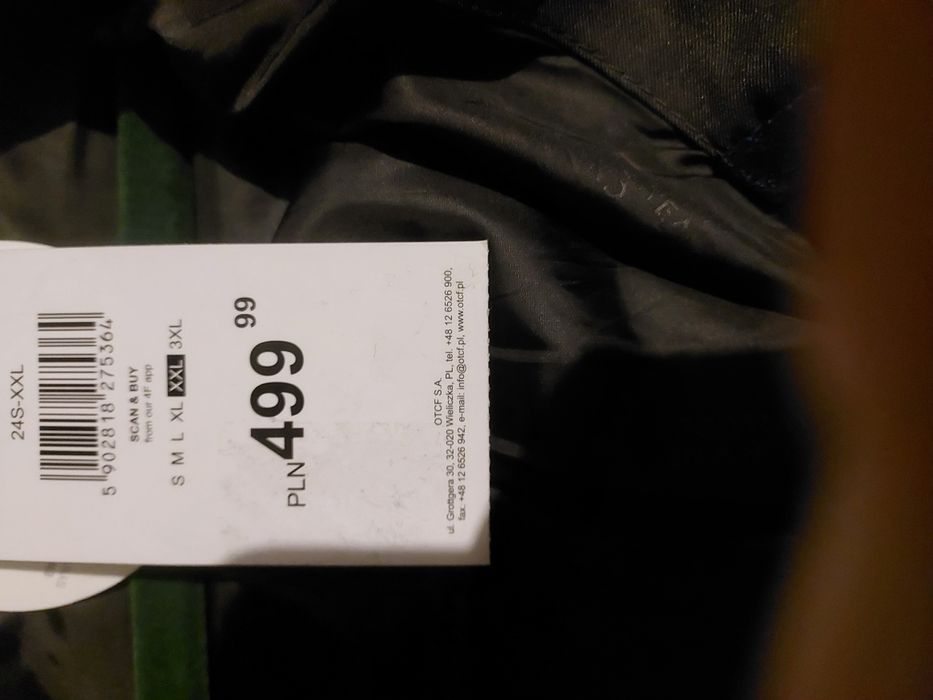 24S-XXL
5 902818 275364
SCAN & BUY
from our 4F app
S M L XL XXL 3XL
PLN 499 99
OTCF S.A.
ul. Grottgera 30, 32-020 Wieliczka, PL, tel. +48 12 6526 900,
fax. +48 12 6526 942, e-mail: info@otcf.pl, www.otcf.pl